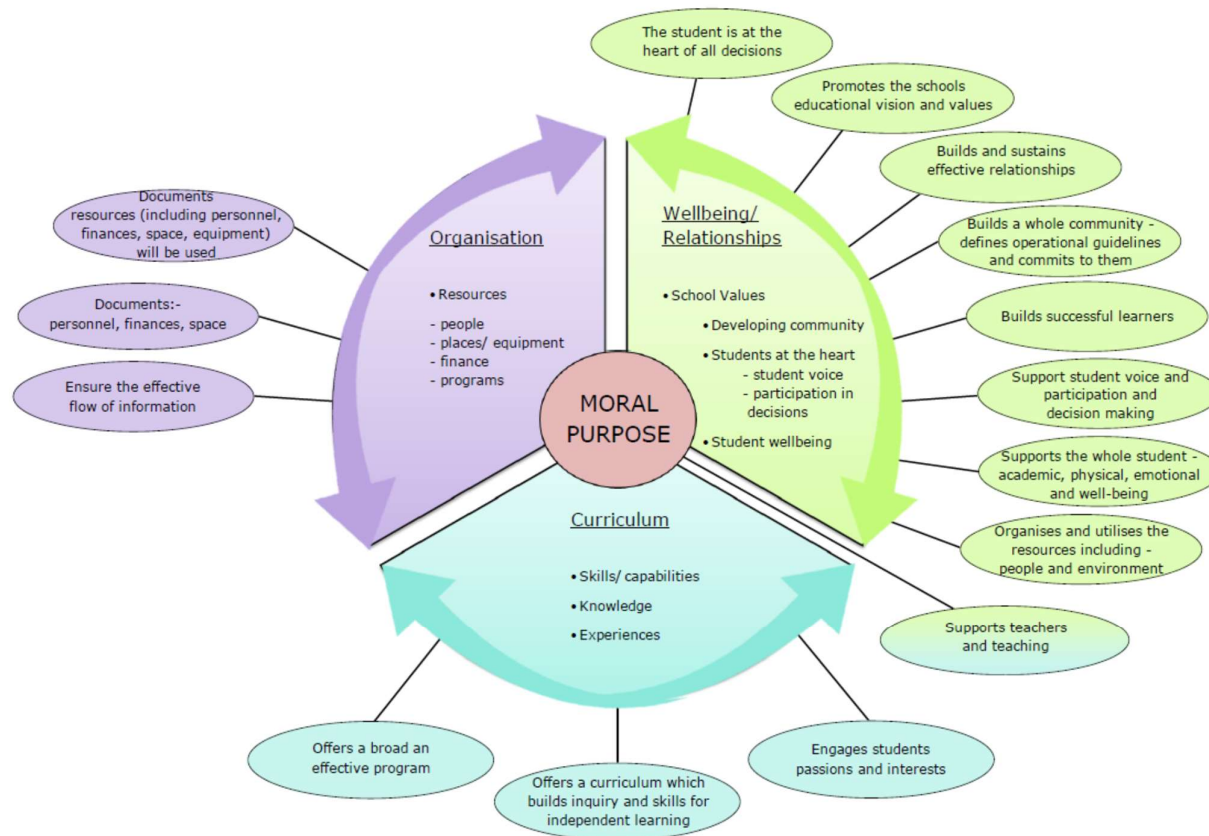 The student is at the
heart of all decisions
Promotes the schools
educational vision and values
Builds and sustains
effective relationships
Builds a whole community -
defines operational guidelines
and commits to them
Builds successful learners
Support student voice and
participation and
decision making
Supports the whole student -
academic, physical, emotional
and well-being
Organises and utilises the
resources including -
people and environment
Supports teachers
and teaching
Documents
resources (including personnel,
finances, space, equipment)
will be used
Documents:-
personnel, finances, space
Ensure the effective
flow of information
Organisation
• Resources
- people
- places/ equipment
- finance
- programs
Wellbeing/
Relationships
• School Values
• Developing community
• Students at the heart
- student voice
- participation in
decisions
• Student wellbeing
MORAL
PURPOSE
Curriculum
• Skills/ capabilities
• Knowledge
• Experiences
Offers a broad an
effective program
Offers a curriculum which
builds inquiry and skills for
independent learning
Engages students
passions and interests